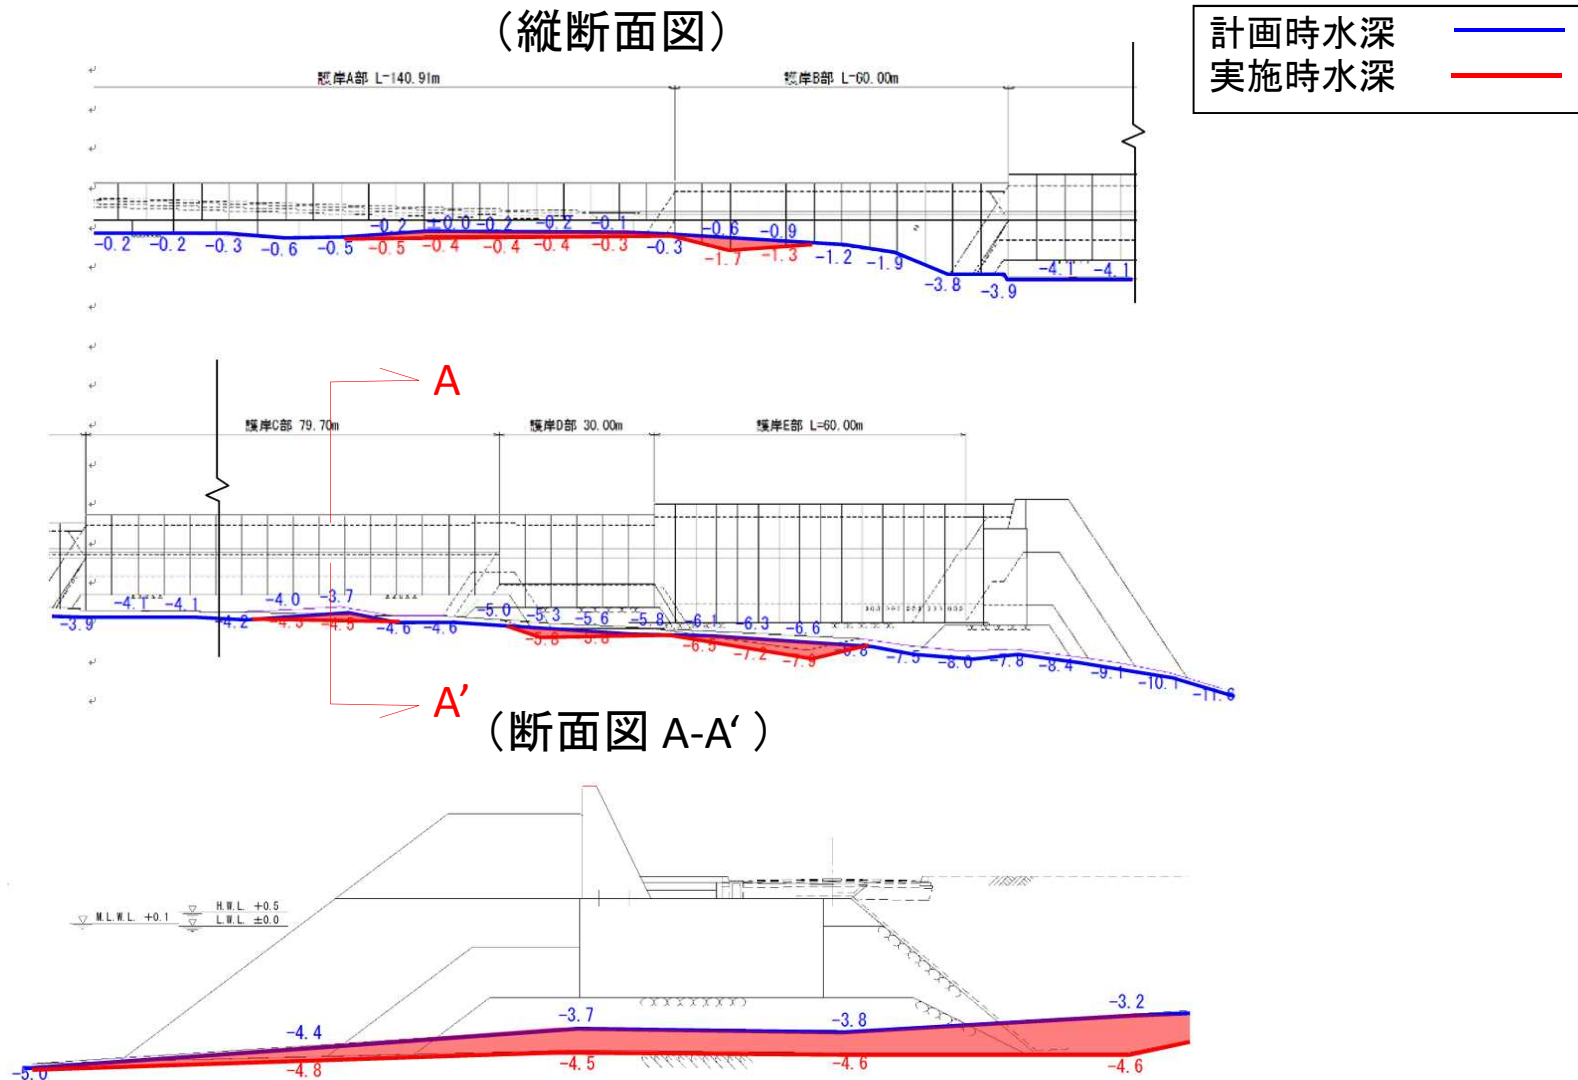 (縦断面図)
計画時水深
実施時水深
護岸A部 L-140.91m
護岸B部 L-60.00m
-0.2 ±0.0 -0.2 -0.2 -0.1 -0.6 -0.9
-0.2 -0.2 -0.3 -0.6 -0.5 -0.5 -0.4 -0.4 -0.4 -0.3 -0.3 -1.7 -1.3 -1.2 -1.9 -3.8 -3.9 -4.1 -4.1
A
護岸C部 79.70m
護岸D部 30.00m
護岸E部 L=60.00m
-4.1 -4.1 -4.0 -3.7 -5.0 -5.3 -5.6 -5.8 -6.1 -6.3 -6.6
-3.9 -4.2 -4.5 -4.6 -4.6 -5.8 -6.5 -7.2 -7.5 -8.0 -7.8 -8.4 -9.1 -10.1
A’
(断面図 A-A‘ )
H.W.L. +0.5
M.L.W.L. +0.1
L.W.L. ±0.0
-4.4 -3.7 -3.8 -3.2
-5.0 -4.8 -4.5 -4.6 -4.6